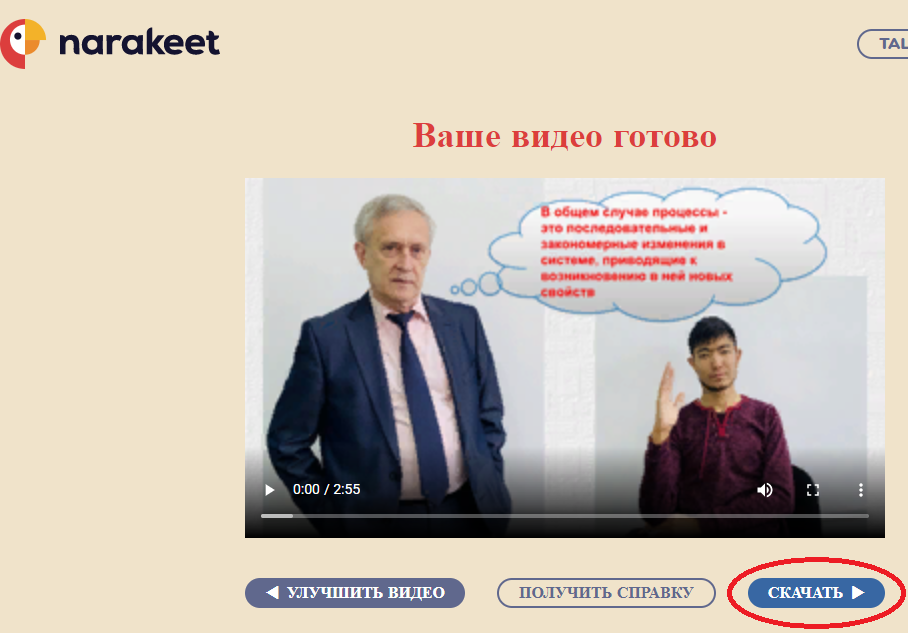 narakeet
Ваше видео готово
В общем случае процессы -
это последовательные и
закономерные изменения в
системе, приводящие к
возникновению в ней новых
свойств
0:00 / 2:55
УЛУЧШИТЬ ВИДЕО
ПОЛУЧИТЬ СПРАВКУ
СКАЧАТЬ